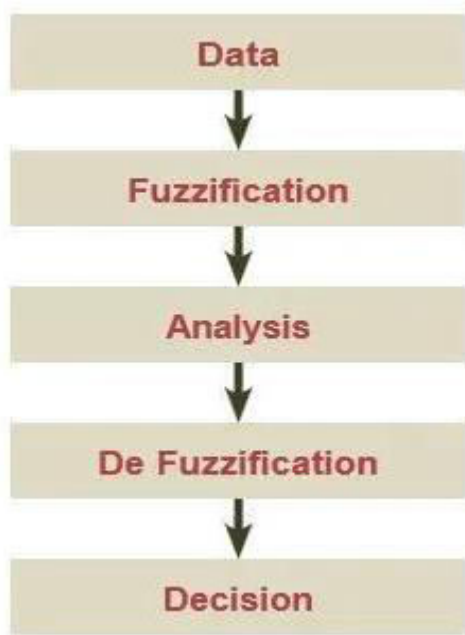 Data
Fuzzification
Analysis
De Fuzzification
Decision